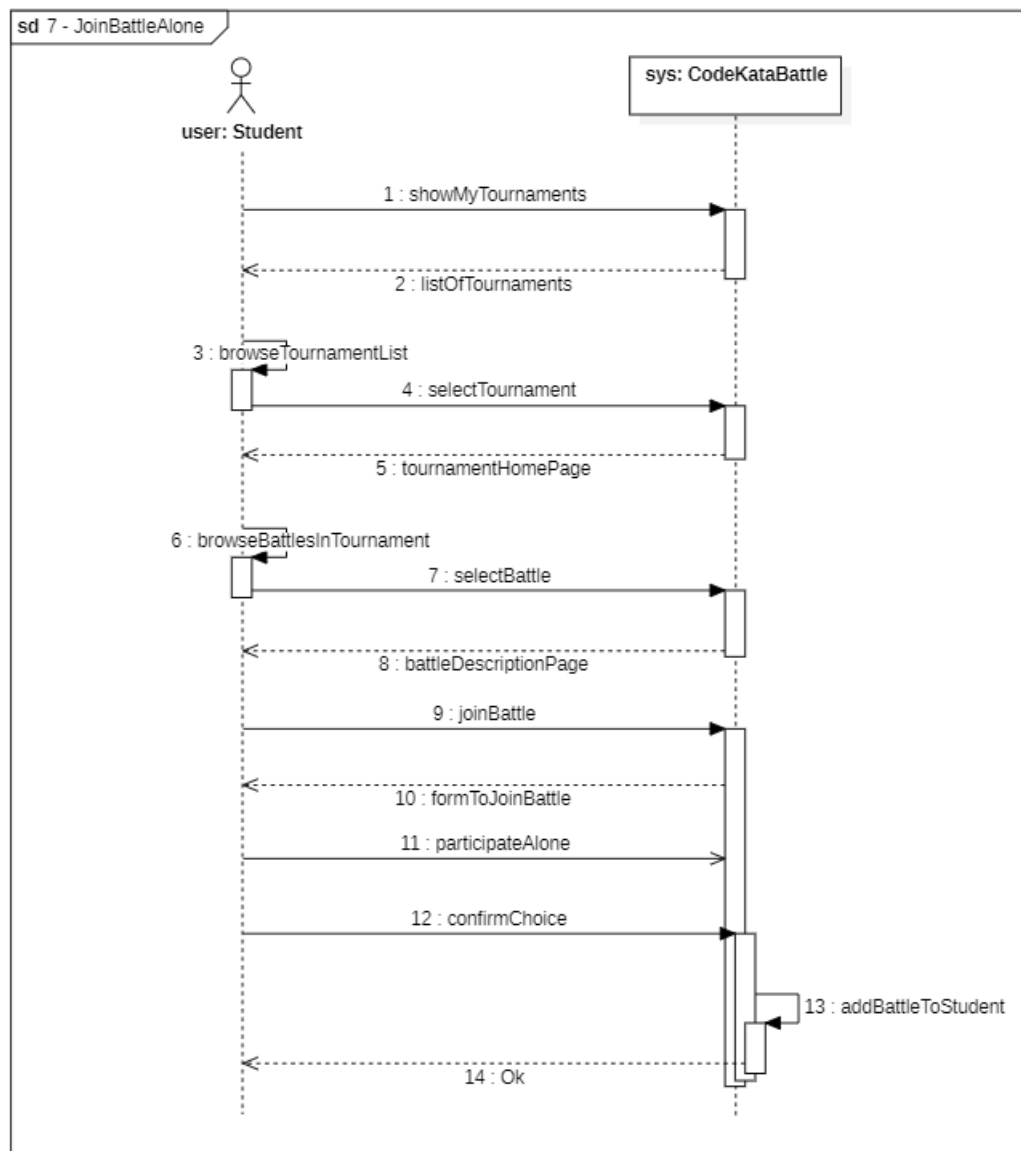 sd 7 - JoinBattleAlone
sys: CodeKataBattle
user: Student
1 : showMyTournaments
2 : listOfTournaments
3 : browseTournamentList
4 : selectTournament
5 : tournamentHomePage
6 : browseBattlesInTournament
7 : selectBattle
8 : battleDescriptionPage
9 : joinBattle
10 : formToJoinBattle
11 : participateAlone
12 : confirmChoice
13 : addBattleToStudent
14 : Ok